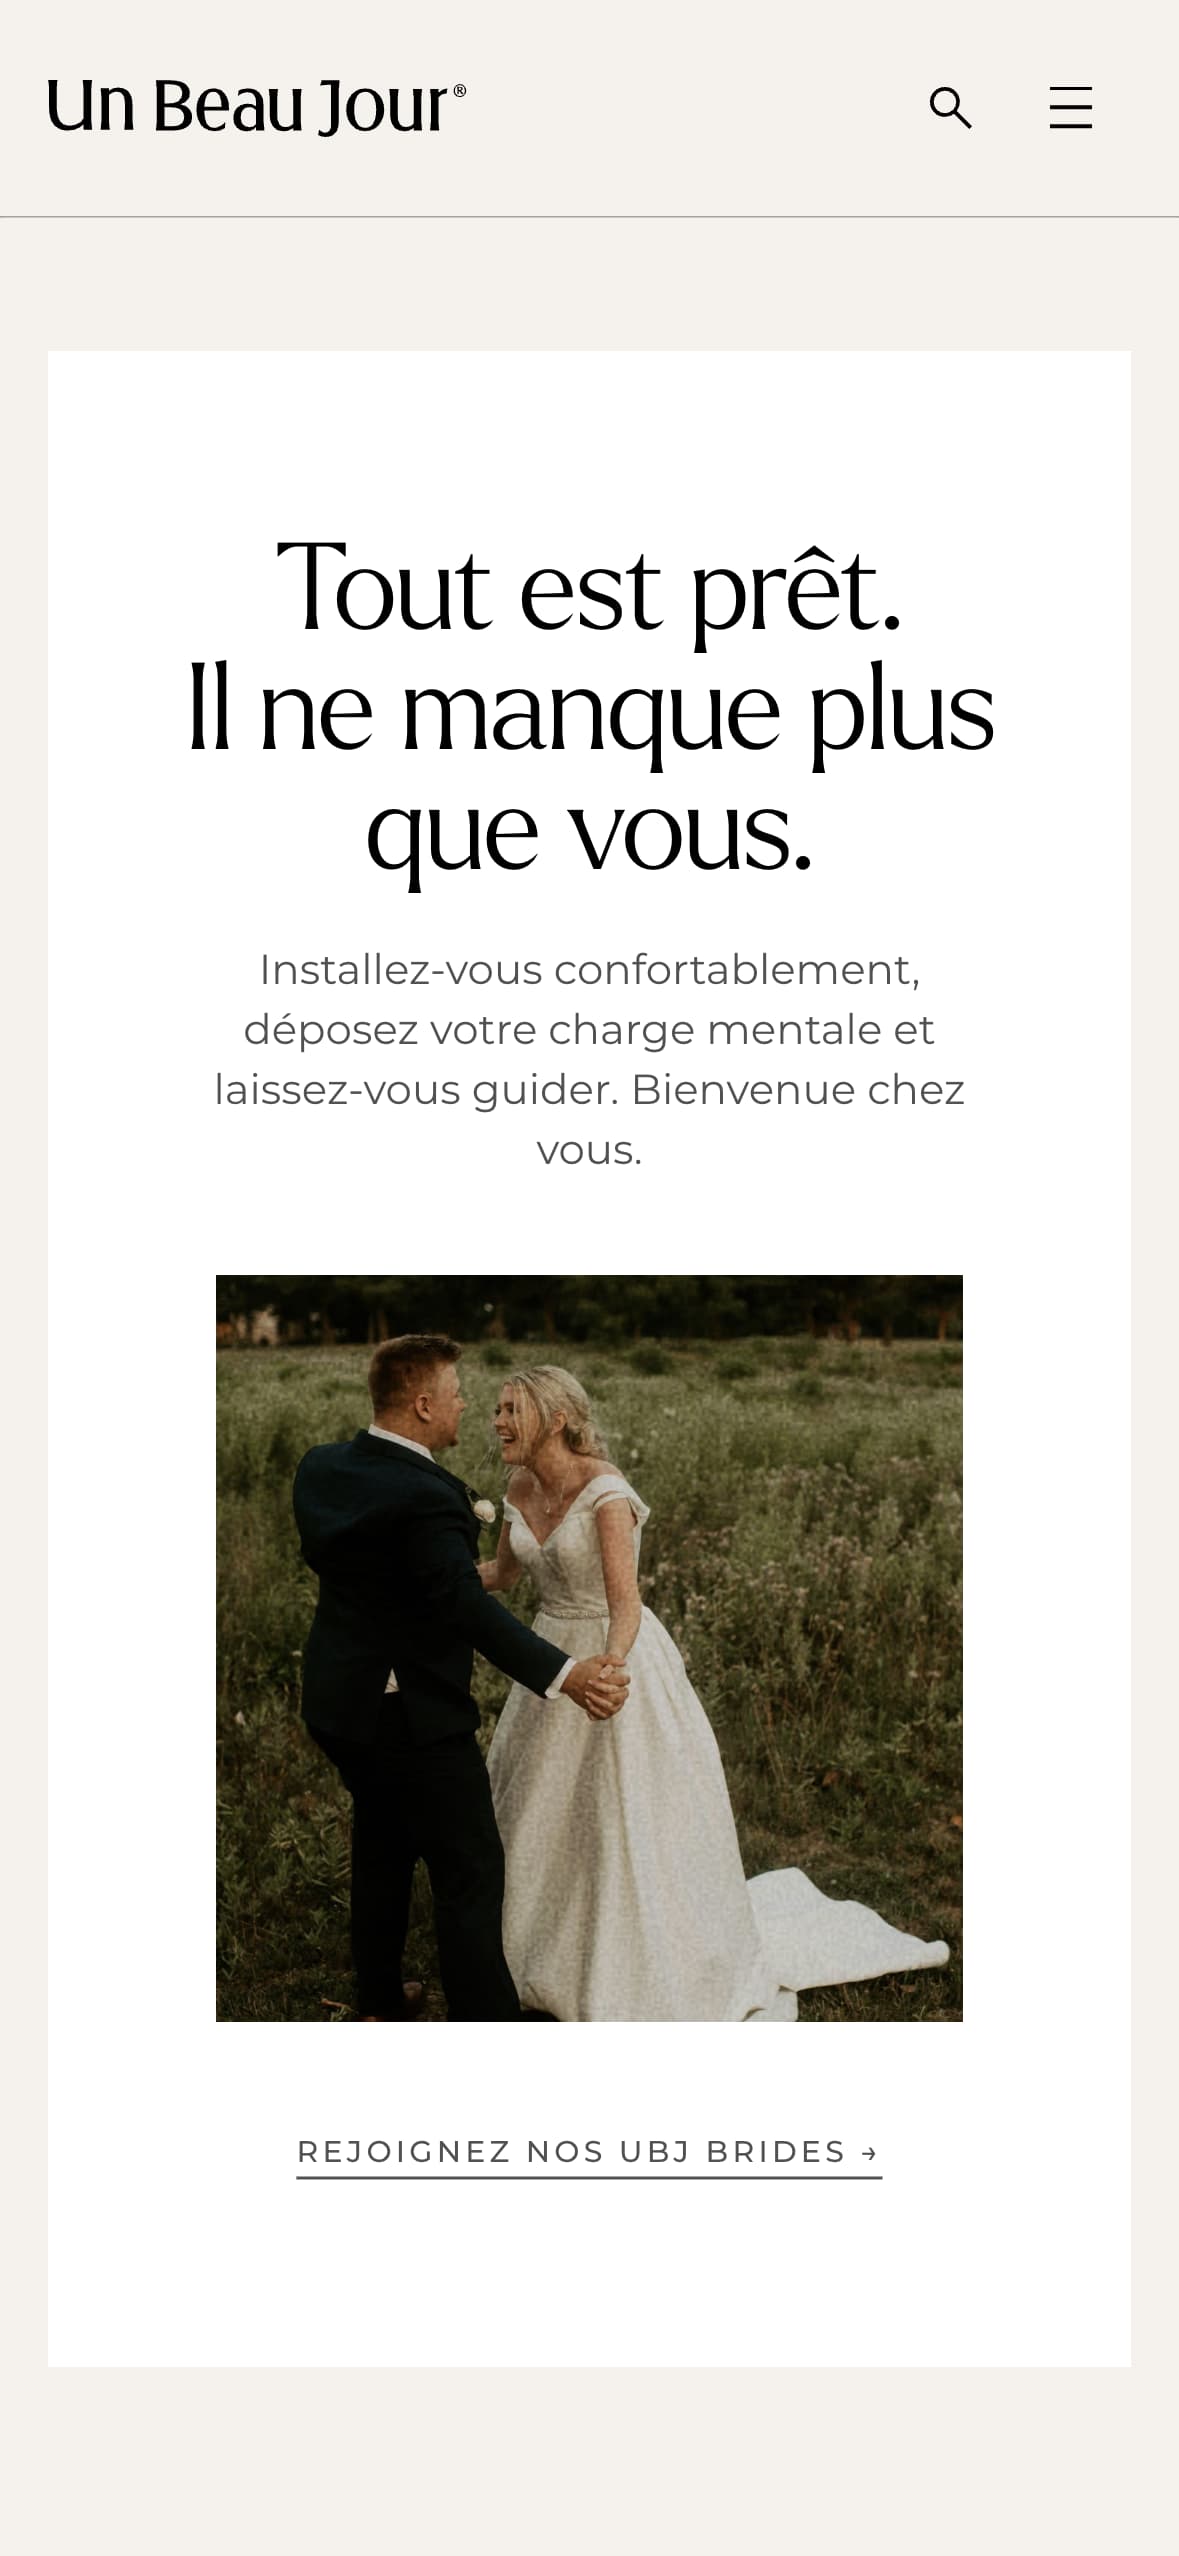 Un Beau Jour®
Tout est prêt.
Il ne manque plus
que vous.
Installez-vous confortablement,
déposez votre charge mentale et
laissez-vous guider. Bienvenue chez
vous.
REJOIGNEZ NOS UBJ BRIDES →